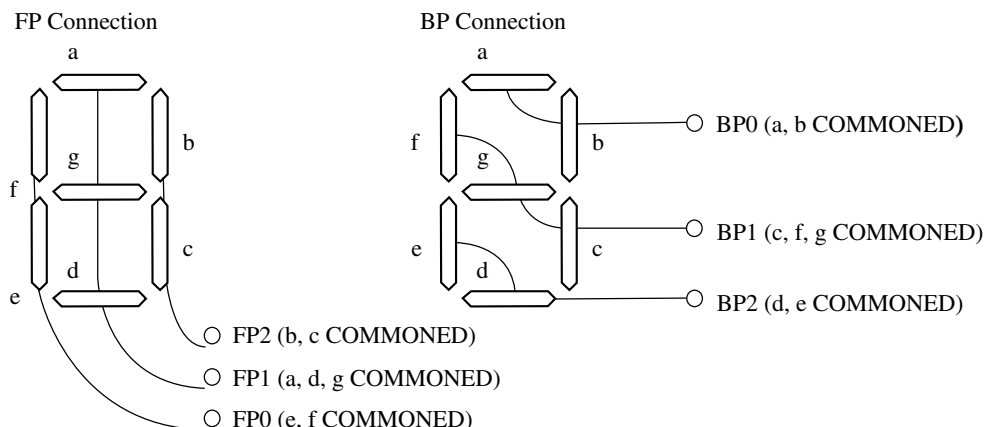 FP Connection
a
b
g
f
c
d
e
FP2 (b, c COMMONED)
FP1 (a, d, g COMMONED)
FP0 (e, f COMMONED)
BP Connection
a
BP0 (a, b COMMONED)
f
b
g
BP1 (c, f, g COMMONED)
e
c
d
BP2 (d, e COMMONED)